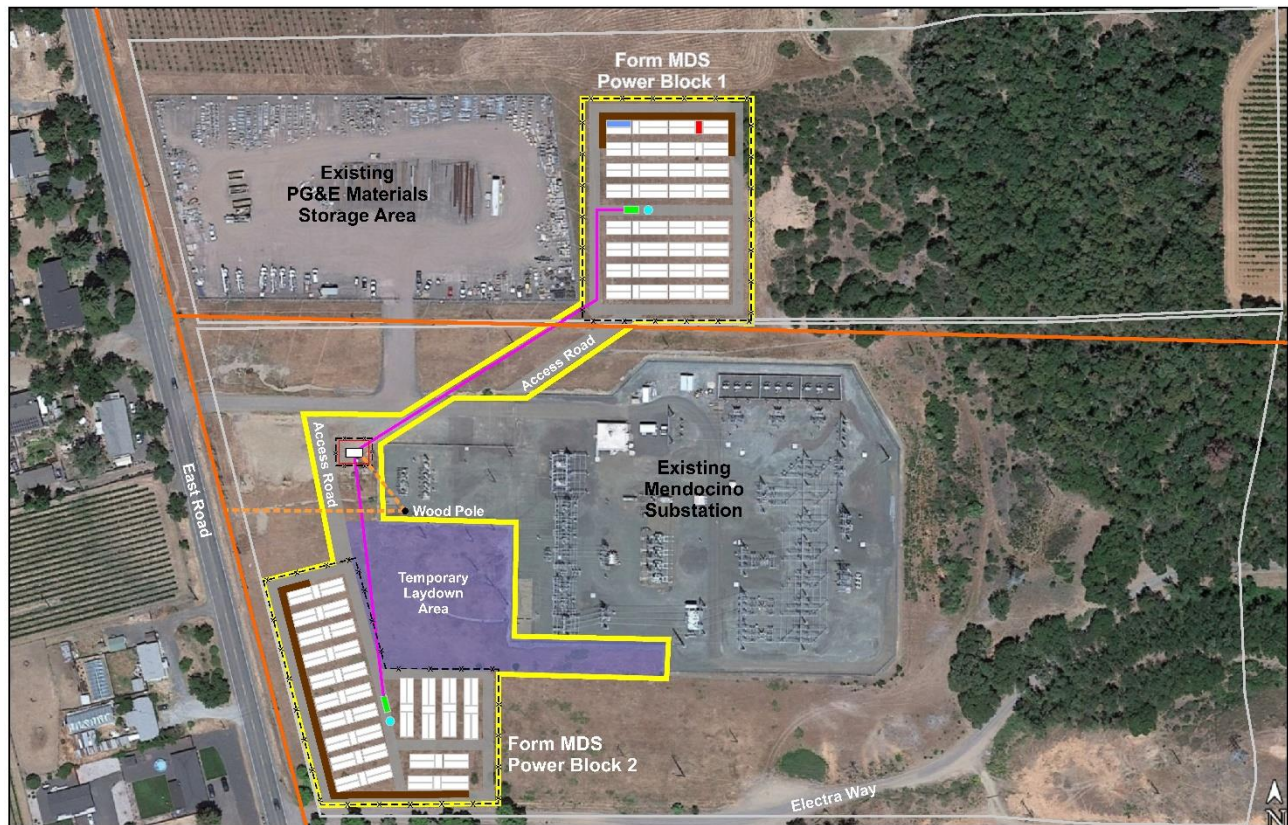 Form MDS
Power Block 1
Existing
PG&E Materials
Storage Area
Access Road
Access Road
East Road
Wood Pole
Existing
Mendocino
Substation
Temporary
Laydown
Area
Form MDS
Power Block 2
Electra Way
N